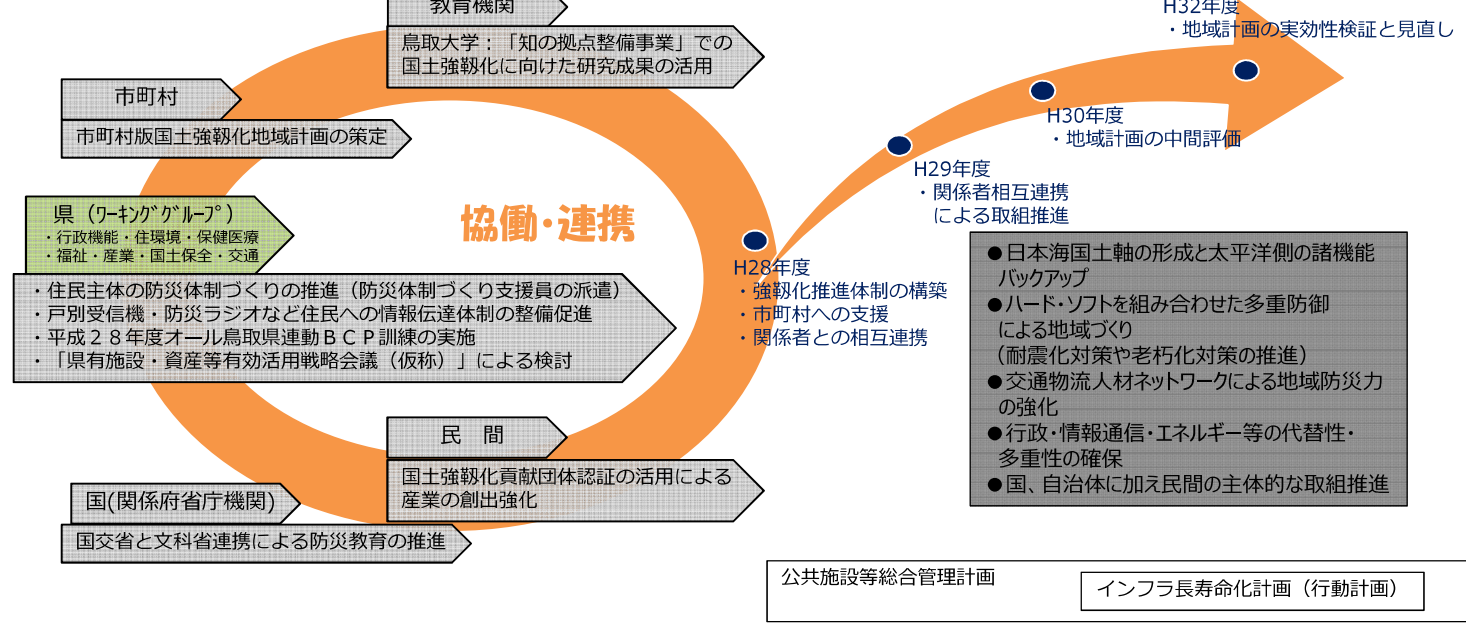 教育機関
鳥取大学：「知の拠点整備事業」での
国土強靱化に向けた研究成果の活用
市町村
市町村版国土強靱化地域計画の策定
県（ﾜｰｷﾝｸﾞｸﾞﾙｰﾌﾟ）
・行政機能・住環境・保健医療
・福祉・産業・国土保全・交通
・住民主体の防災体制づくりの推進（防災体制づくり支援員の派遣）
・戸別受信機・防災ラジオなど住民への情報伝達体制の整備促進
・平成２８年度オール鳥取県連動ＢＣＰ訓練の実施
・「県有施設・資産等有効活用戦略会議（仮称）」による検討
民　間
国土強靱化貢献団体認証の活用による
産業の創出強化
国(関係府省庁機関)
国交省と文科省連携による防災教育の推進
協働・連携
H28年度
・強靱化推進体制の構築
・市町村への支援
・関係者との相互連携
H29年度
・関係者相互連携
による取組推進
H30年度
・地域計画の中間評価
H32年度
・地域計画の実効性検証と見直し
●日本海国土軸の形成と太平洋側の諸機能
バックアップ
●ハード・ソフトを組み合わせた多重防御
による地域づくり
（耐震化対策や老朽化対策の推進）
●交通物流人材ネットワークによる地域防災力
の強化
●行政・情報通信・エネルギー等の代替性・
多重性の確保
●国、自治体に加え民間の主体的な取組推進
公共施設等総合管理計画
インフラ長寿命化計画（行動計画）